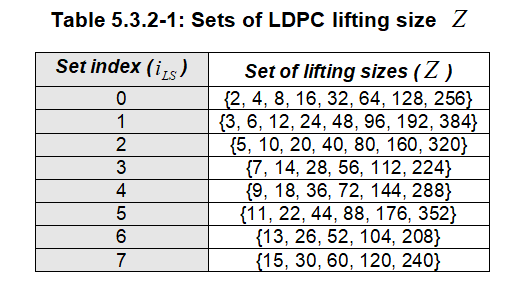 Table 5.3.2-1: Sets of LDPC lifting size Z
Set index (iLS) Set of lifting sizes (Z)
0 {2, 4, 8, 16, 32, 64, 128, 256}
1 {3, 6, 12, 24, 48, 96, 192, 384}
2 {5, 10, 20, 40, 80, 160, 320}
3 {7, 14, 28, 56, 112, 224}
4 {9, 18, 36, 72, 144, 288}
5 {11, 22, 44, 88, 176, 352}
6 {13, 26, 52, 104, 208}
7 {15, 30, 60, 120, 240}